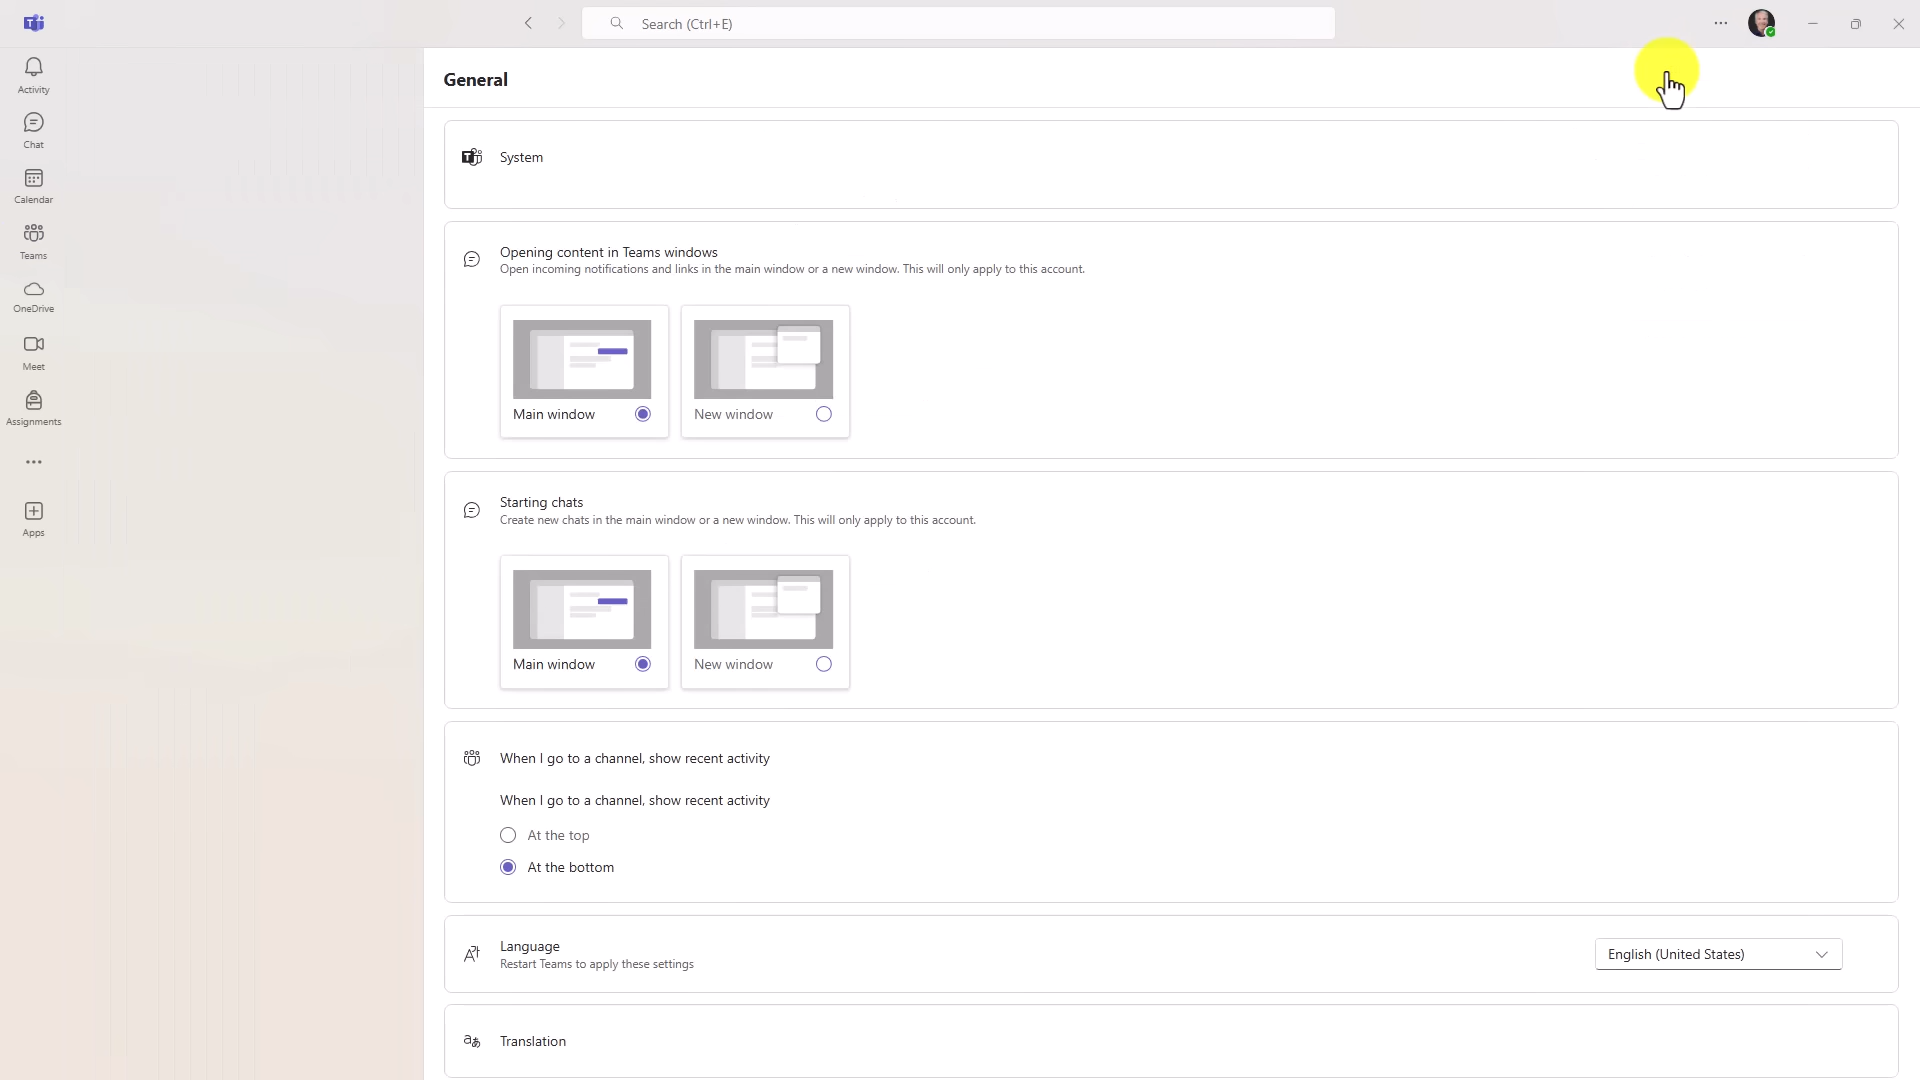 Search (Ctrl+E)
Activity
Chat
Calendar
Teams
OneDrive
Meet
Assignments
Apps
General
System
Opening content in Teams windows
Open incoming notifications and links in the main window or a new window. This will only apply to this account.
Main window
New window
Starting chats
Create new chats in the main window or a new window. This will only apply to this account.
Main window
New window
When I go to a channel, show recent activity
When I go to a channel, show recent activity
At the top
At the bottom
Language
Restart Teams to apply these settings
English (United States)
Translation